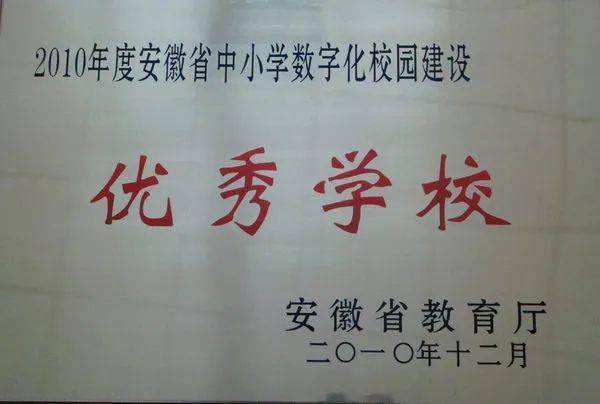 2010年度安徽省中小学数字化校园建设
优秀学校
安徽省教育厅
二〇一〇年十二月